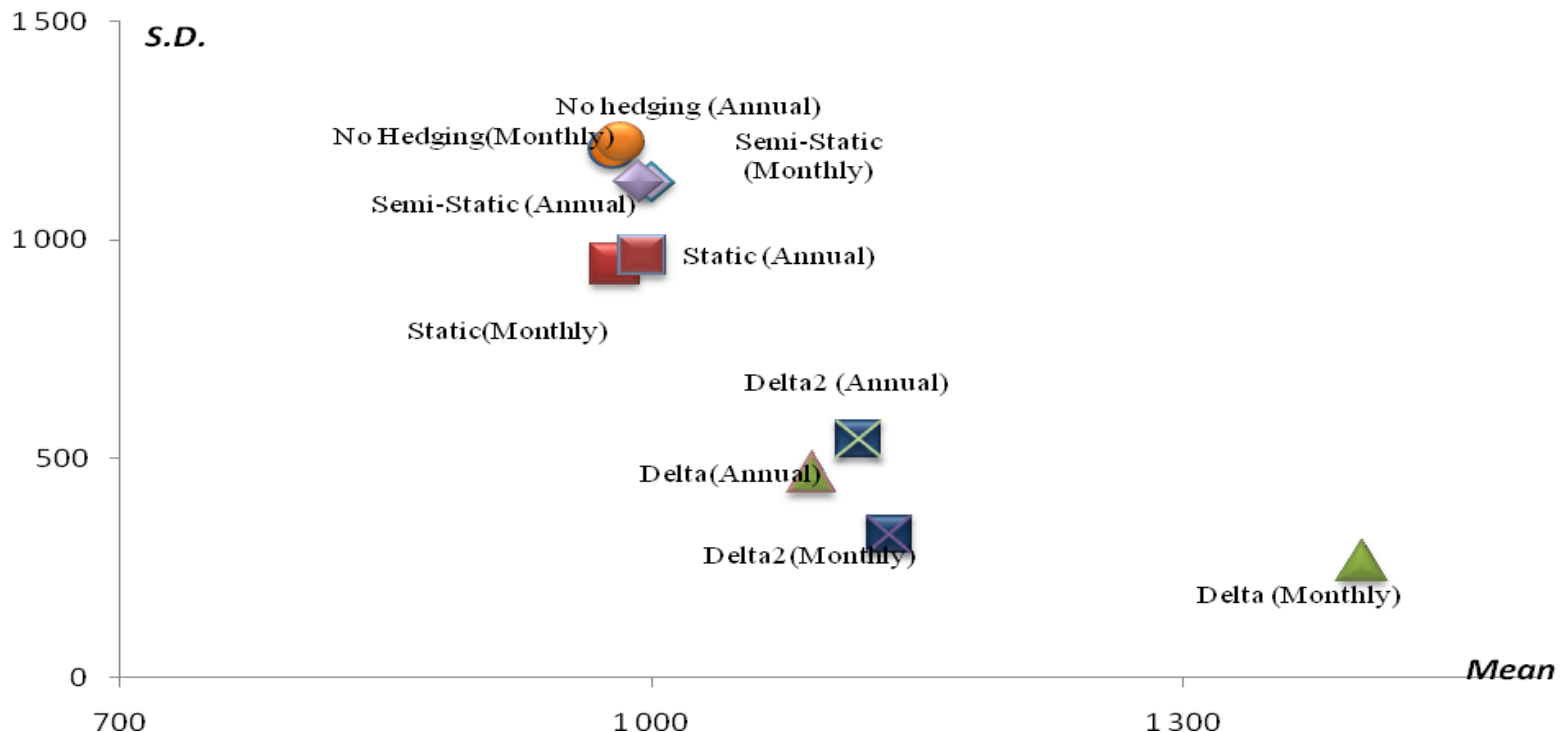 1 500
S.D.
No hedging (Annual)
No Hedging(Monthly)
Semi-Static
(Monthly)
Semi-Static (Annual)
1 000
Static (Annual)
Static(Monthly)
Delta2 (Annual)
500
Delta(Annual)
Delta2(Monthly)
Delta (Monthly)
0
Mean
700
1 000
1 300